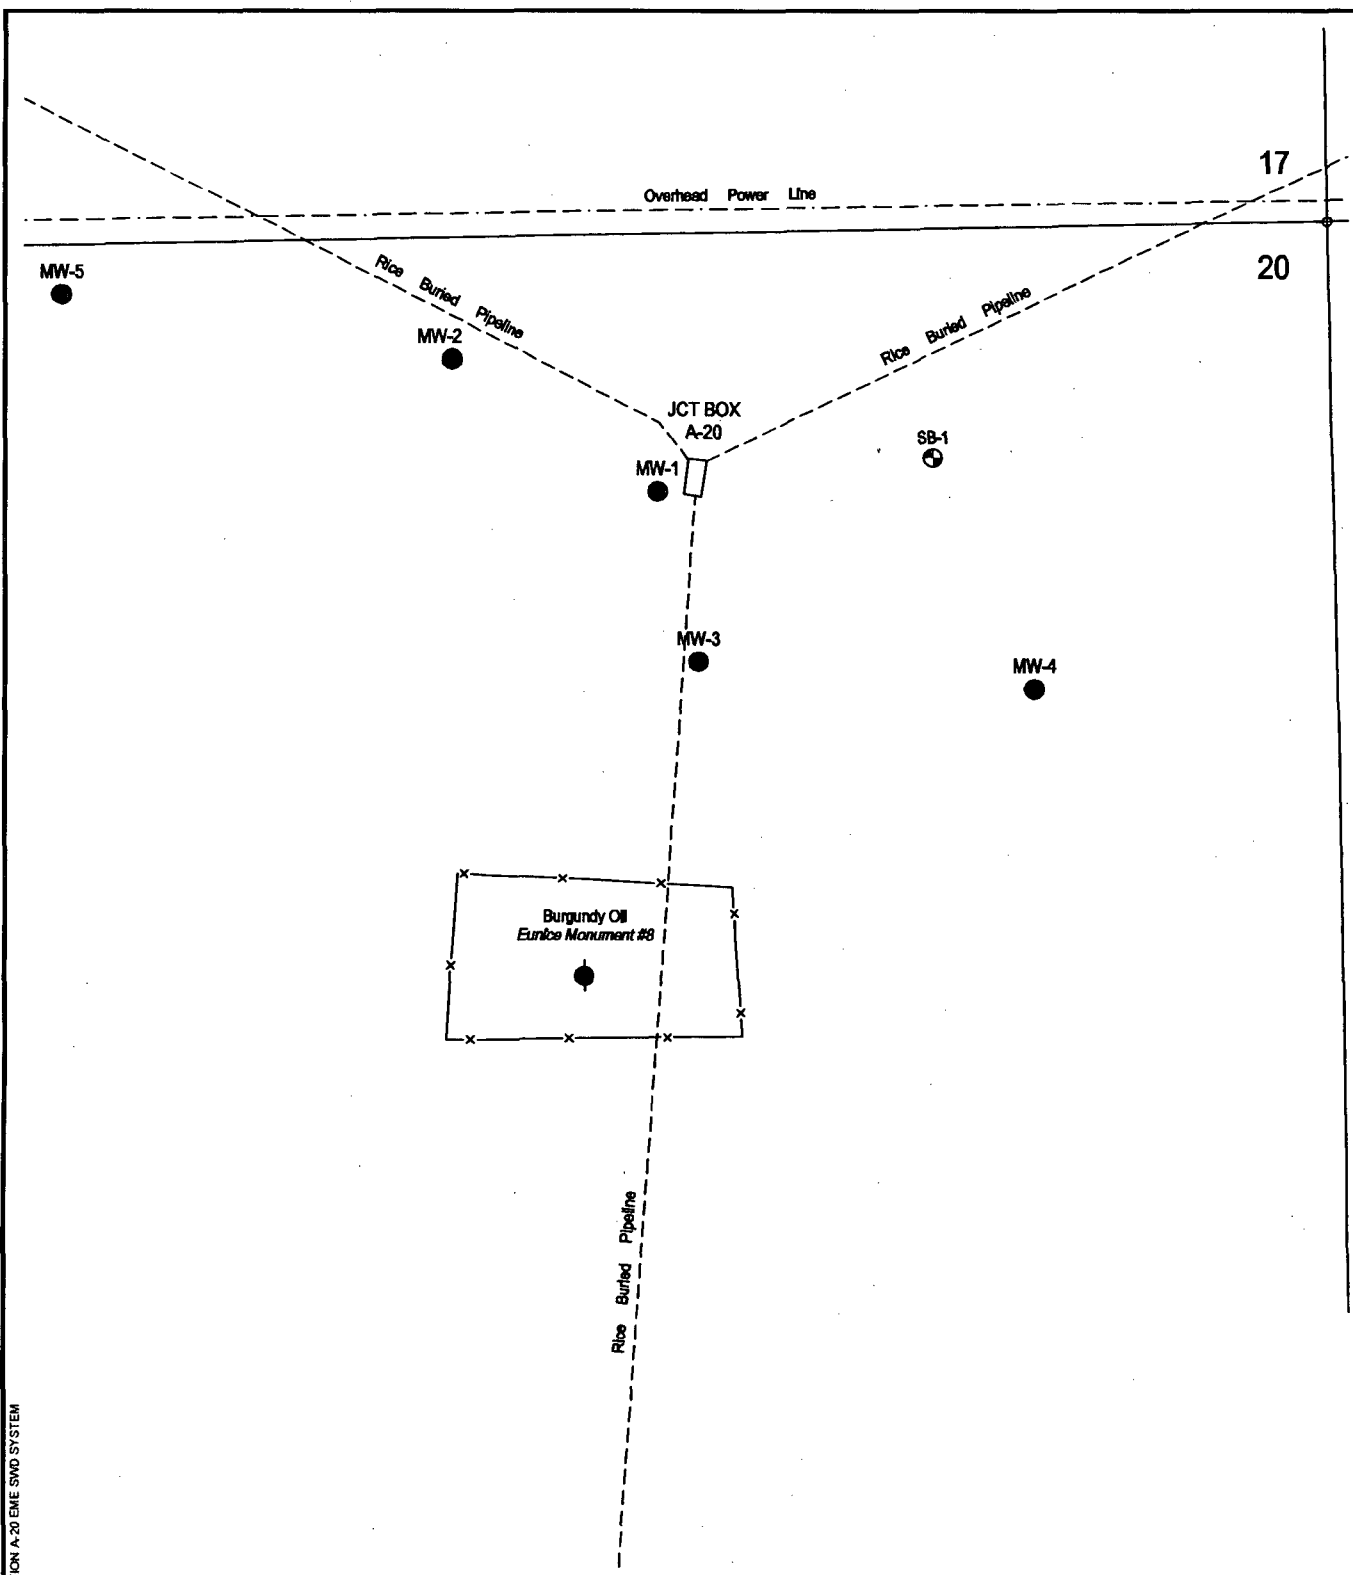 17
Overhead Power Line
20
MW-5
Rice Buried Pipeline
Rice Buried Pipeline
MW-2
JCT BOX
A-20
SB-1
MW-1
MW-3
MW-4
Burgundy Oil
Eunice Monument #8
Rice Buried Pipeline
ION A-20 EME SWD SYSTEM